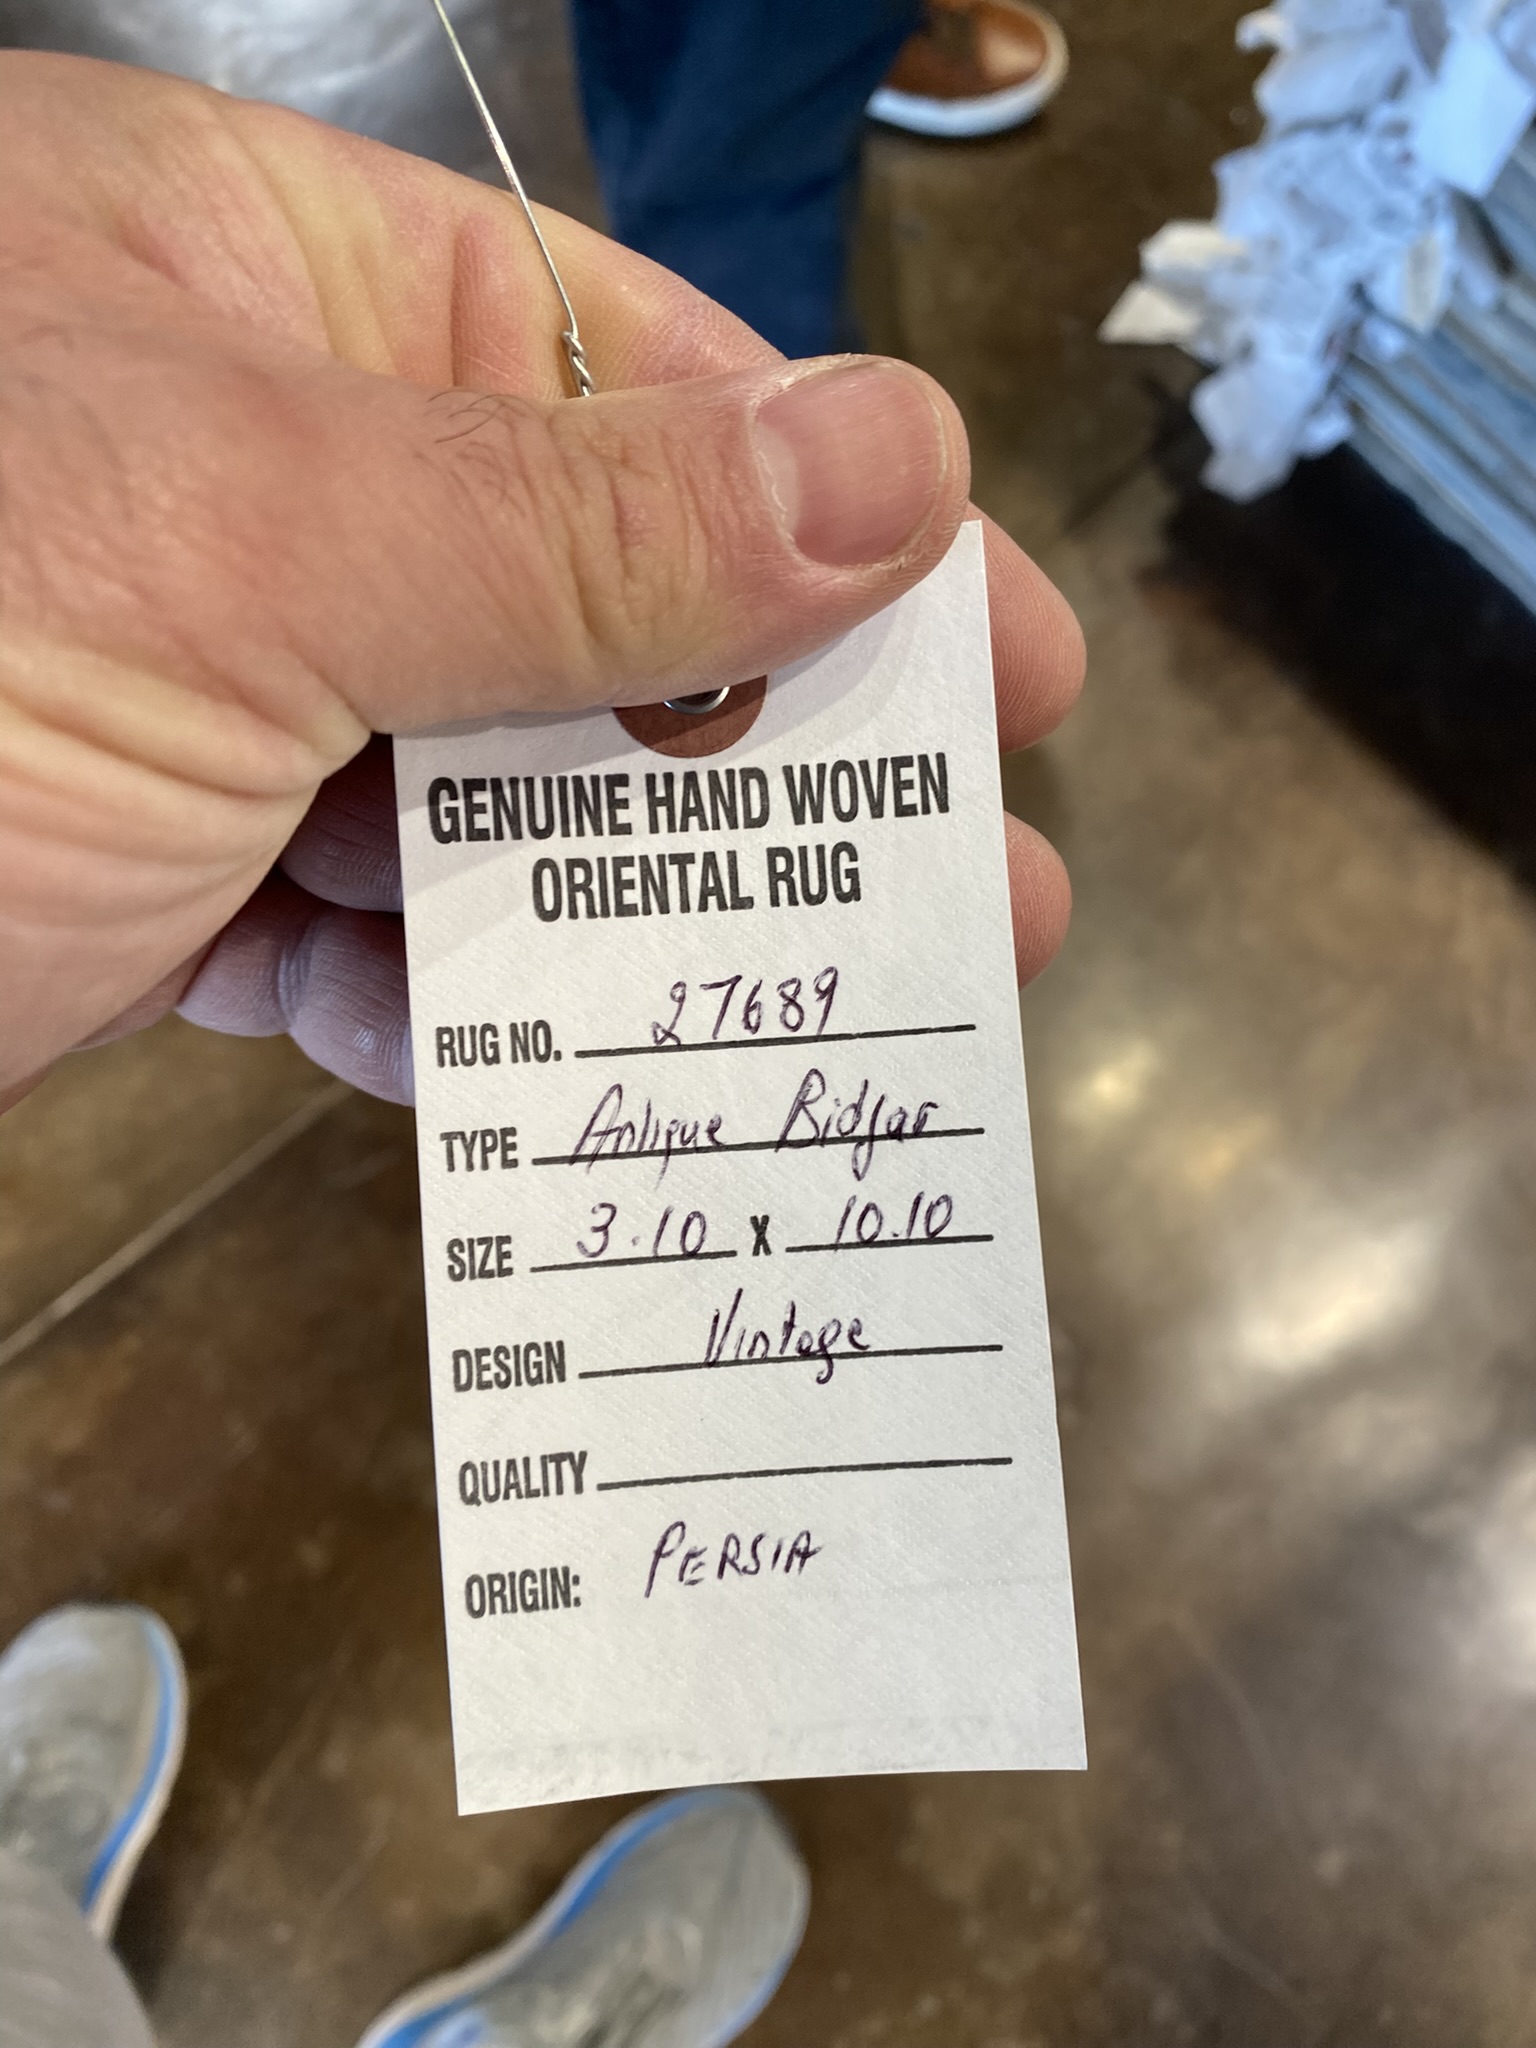 GENUINE HAND WOVEN
ORIENTAL RUG
RUG NO. 27689
TYPE Antique Bidjar
SIZE 3.10 X 10.10
DESIGN Vintage
QUALITY
ORIGIN: PERSIA